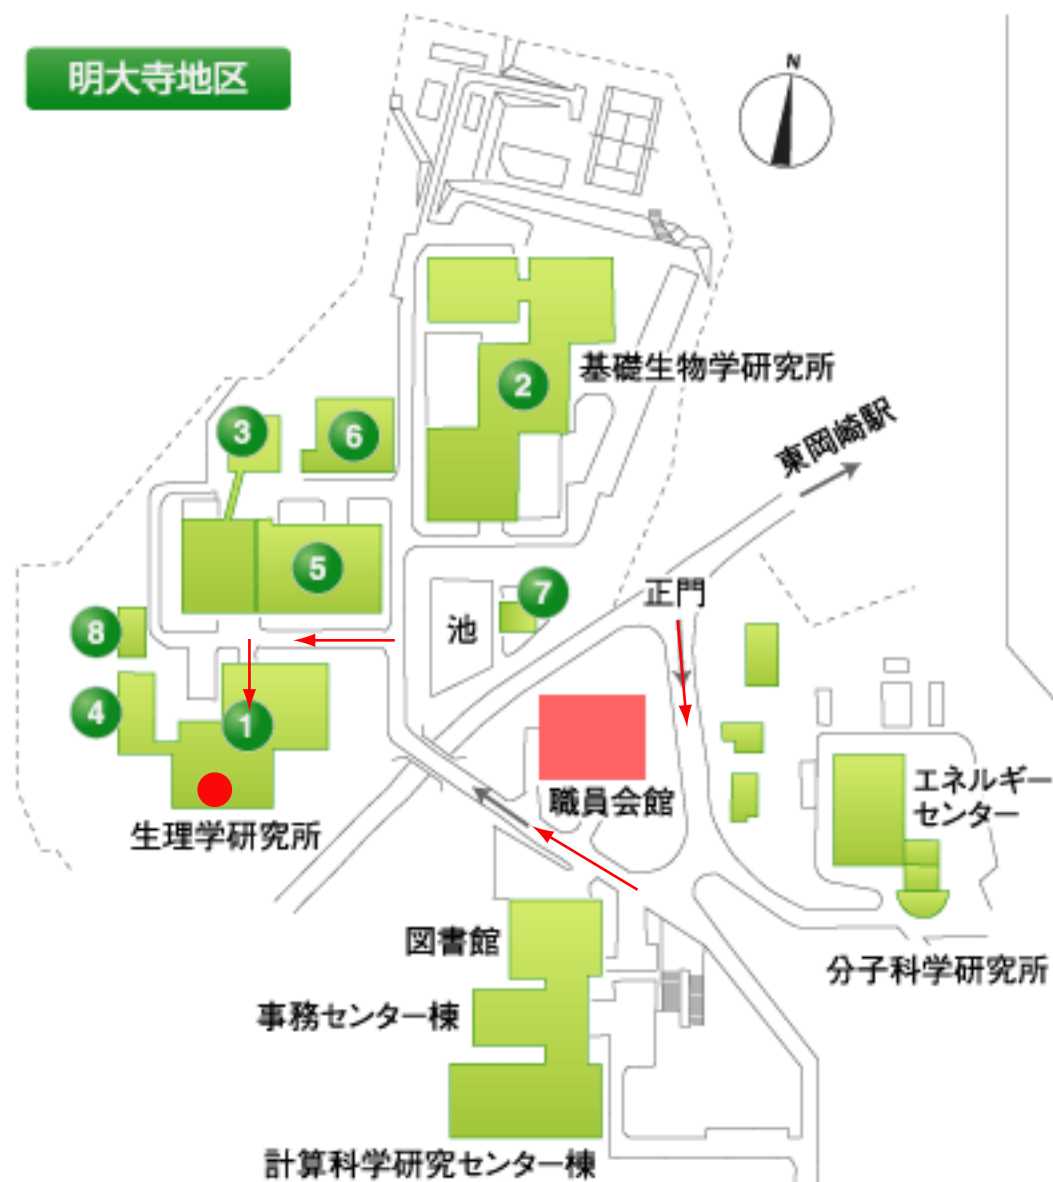 明大寺地区
N
基礎生物学研究所
2
3
6
東岡崎駅
5
7
正門
池
8
4
1
職員会館
エネルギー
センター
生理学研究所
図書館
分子科学研究所
事務センター棟
計算科学研究センター棟